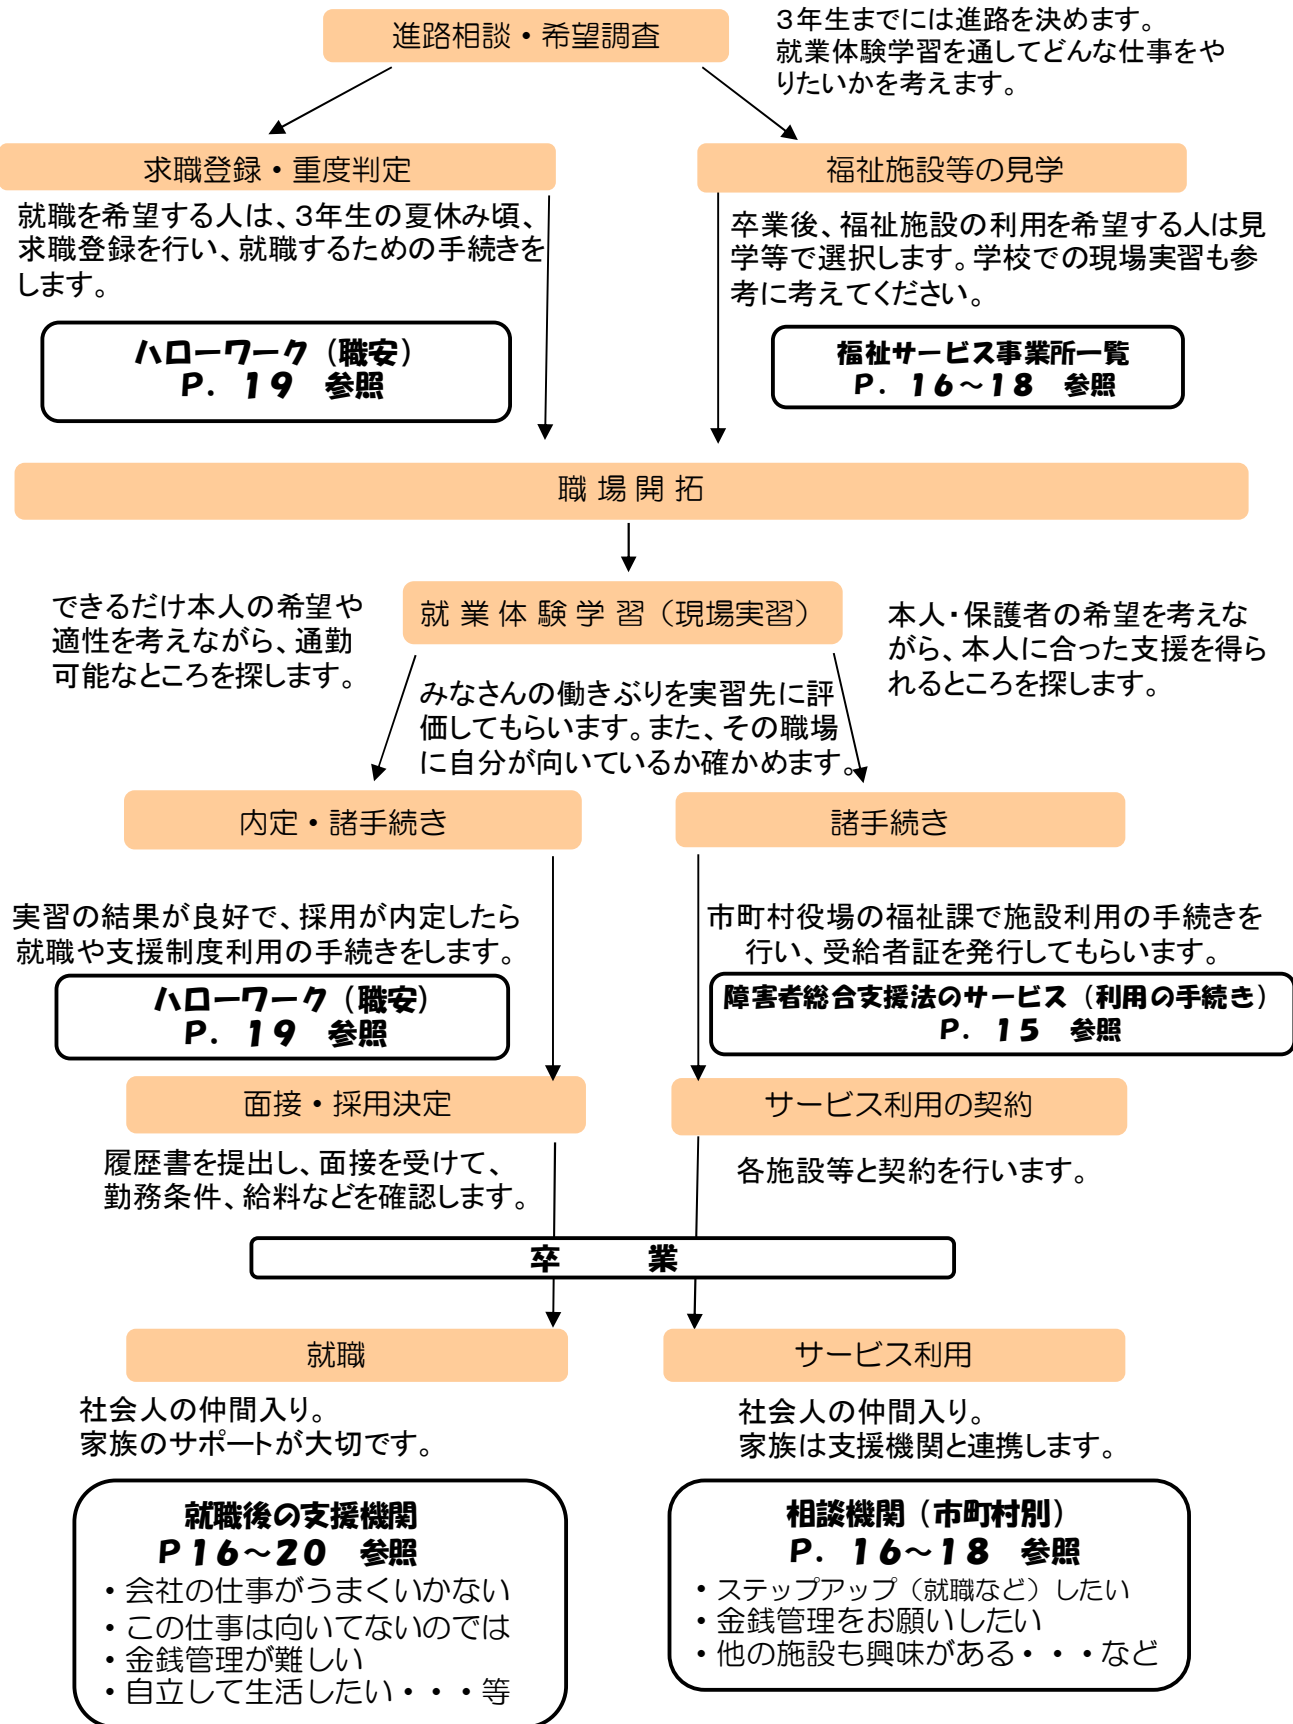 進路相談・希望調査
３年生までには進路を決めます。
就業体験学習を通してどんな仕事をや
りたいかを考えます。
求職登録・重度判定
就職を希望する人は、３年生の夏休み頃、
求職登録を行い、就職するための手続きを
します。
ハローワーク（職安）
Ｐ．１９　参照
福祉施設等の見学
卒業後、福祉施設の利用を希望する人は見
学等で選択します。学校での現場実習も参
考に考えてください。
福祉サービス事業所一覧
Ｐ．１６～１８　参照
職 場 開 拓
就 業 体 験 学 習（現場実習）
できるだけ本人の希望や
適性を考えながら、通勤
可能なところを探します。
みなさんの働きぶりを実習先に評
価してもらいます。また、その職場
に自分が向いているか確かめます。
本人・保護者の希望を考えな
がら、本人に合った支援を得ら
れるところを探します。
内定・諸手続き
実習の結果が良好で、採用が内定したら
就職や支援制度利用の手続きをします。
ハローワーク（職安）
Ｐ．１９　参照
諸手続き
市町村役場の福祉課で施設利用の手続きを
行い、受給者証を発行してもらいます。
障害者総合支援法のサービス（利用の手続き）
Ｐ．１５　参照
面接・採用決定
履歴書を提出し、面接を受けて、
勤務条件、給料などを確認します。
サービス利用の契約
各施設等と契約を行います。
卒　　業
就職
社会人の仲間入り。
家族のサポートが大切です。
就職後の支援機関
Ｐ１６～２０　参照
・会社の仕事がうまくいかない
・この仕事は向いてないのでは
・金銭管理が難しい
・自立して生活したい・・・等
サービス利用
社会人の仲間入り。
家族は支援機関と連携します。
相談機関（市町村別）
Ｐ．１６～１８　参照
・ステップアップ（就職など）したい
・金銭管理をお願いしたい
・他の施設も興味がある・・・など